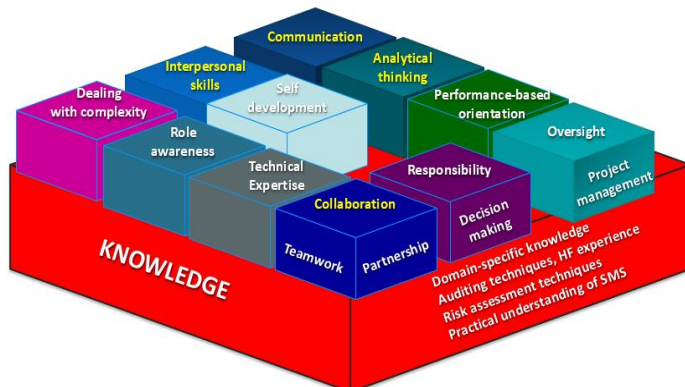 Communication
Interpersonal
skills
Analytical
thinking
Dealing
with complexity
Self
development
Performance-based
orientation
Role
awareness
Oversight
Technical
Expertise
Responsibility
Project
management
Collaboration
Decision
making
Teamwork
Partnership
KNOWLEDGE
Domain-specific knowledge
Auditing techniques, HF experience
Risk assessment techniques
Practical understanding of SMS